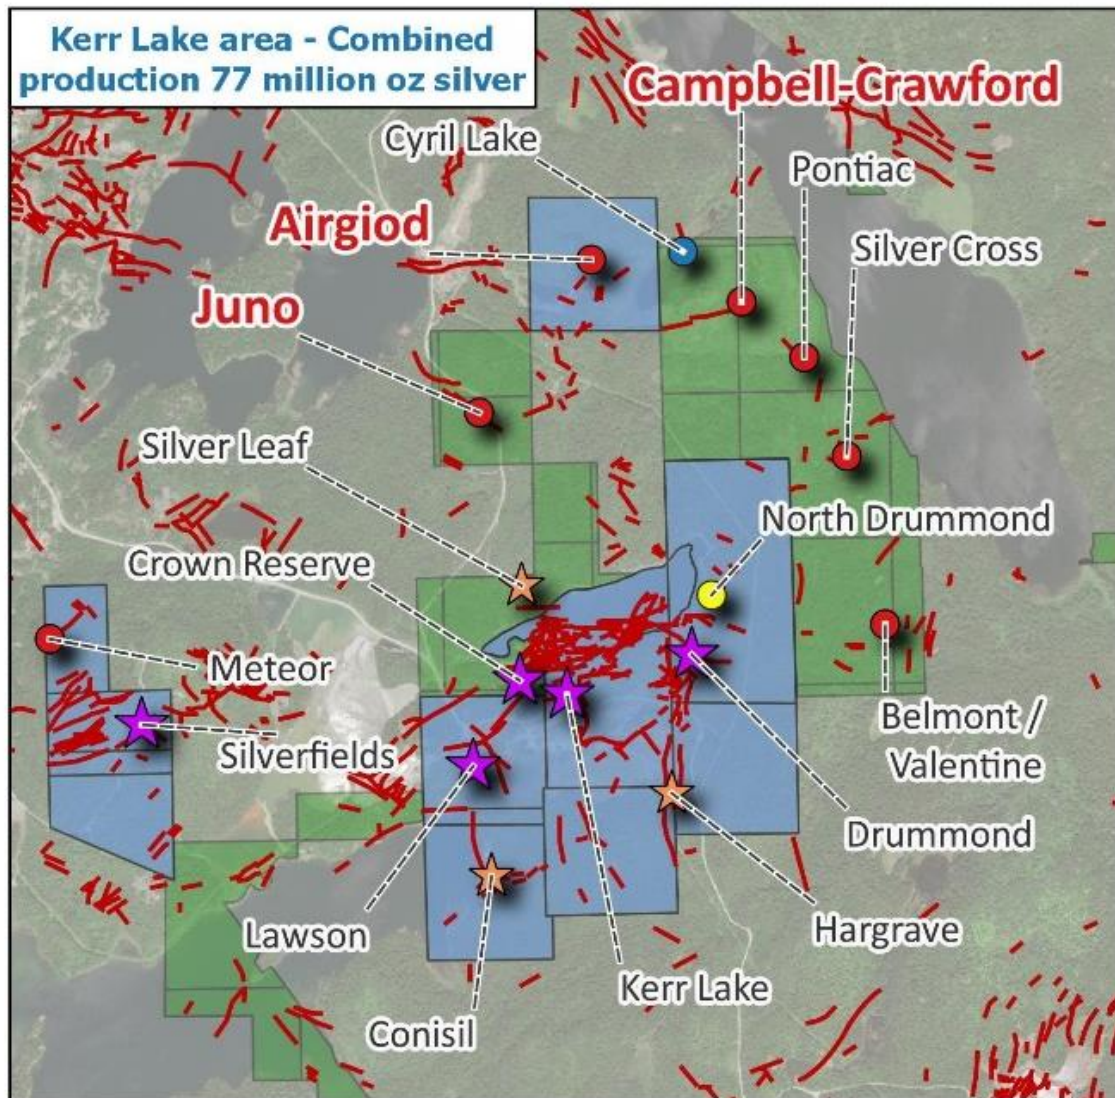 Kerr Lake area - Combined
production 77 million oz silver
Campbell-Crawford
Cyril Lake
Pontiac
Airgiod
Silver Cross
Juno
Silver Leaf
North Drummond
Crown Reserve
Meteor
Silverfields
Belmont /
Valentine
Drummond
Lawson
Hargrave
Kerr Lake
Conisil